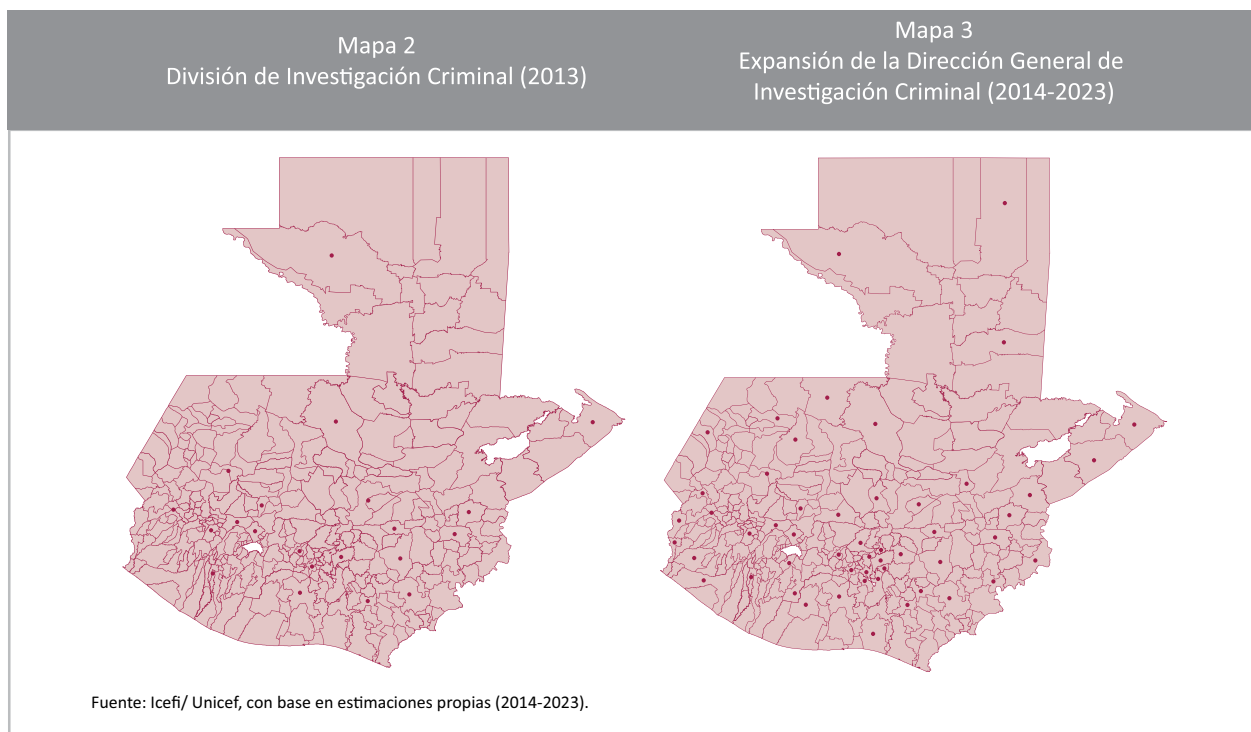 Mapa 2
División de Investigación Criminal (2013)
Mapa 3
Expansión de la Dirección General de
Investigación Criminal (2014-2023)
Fuente: Icefi/ Unicef, con base en estimaciones propias (2014-2023).